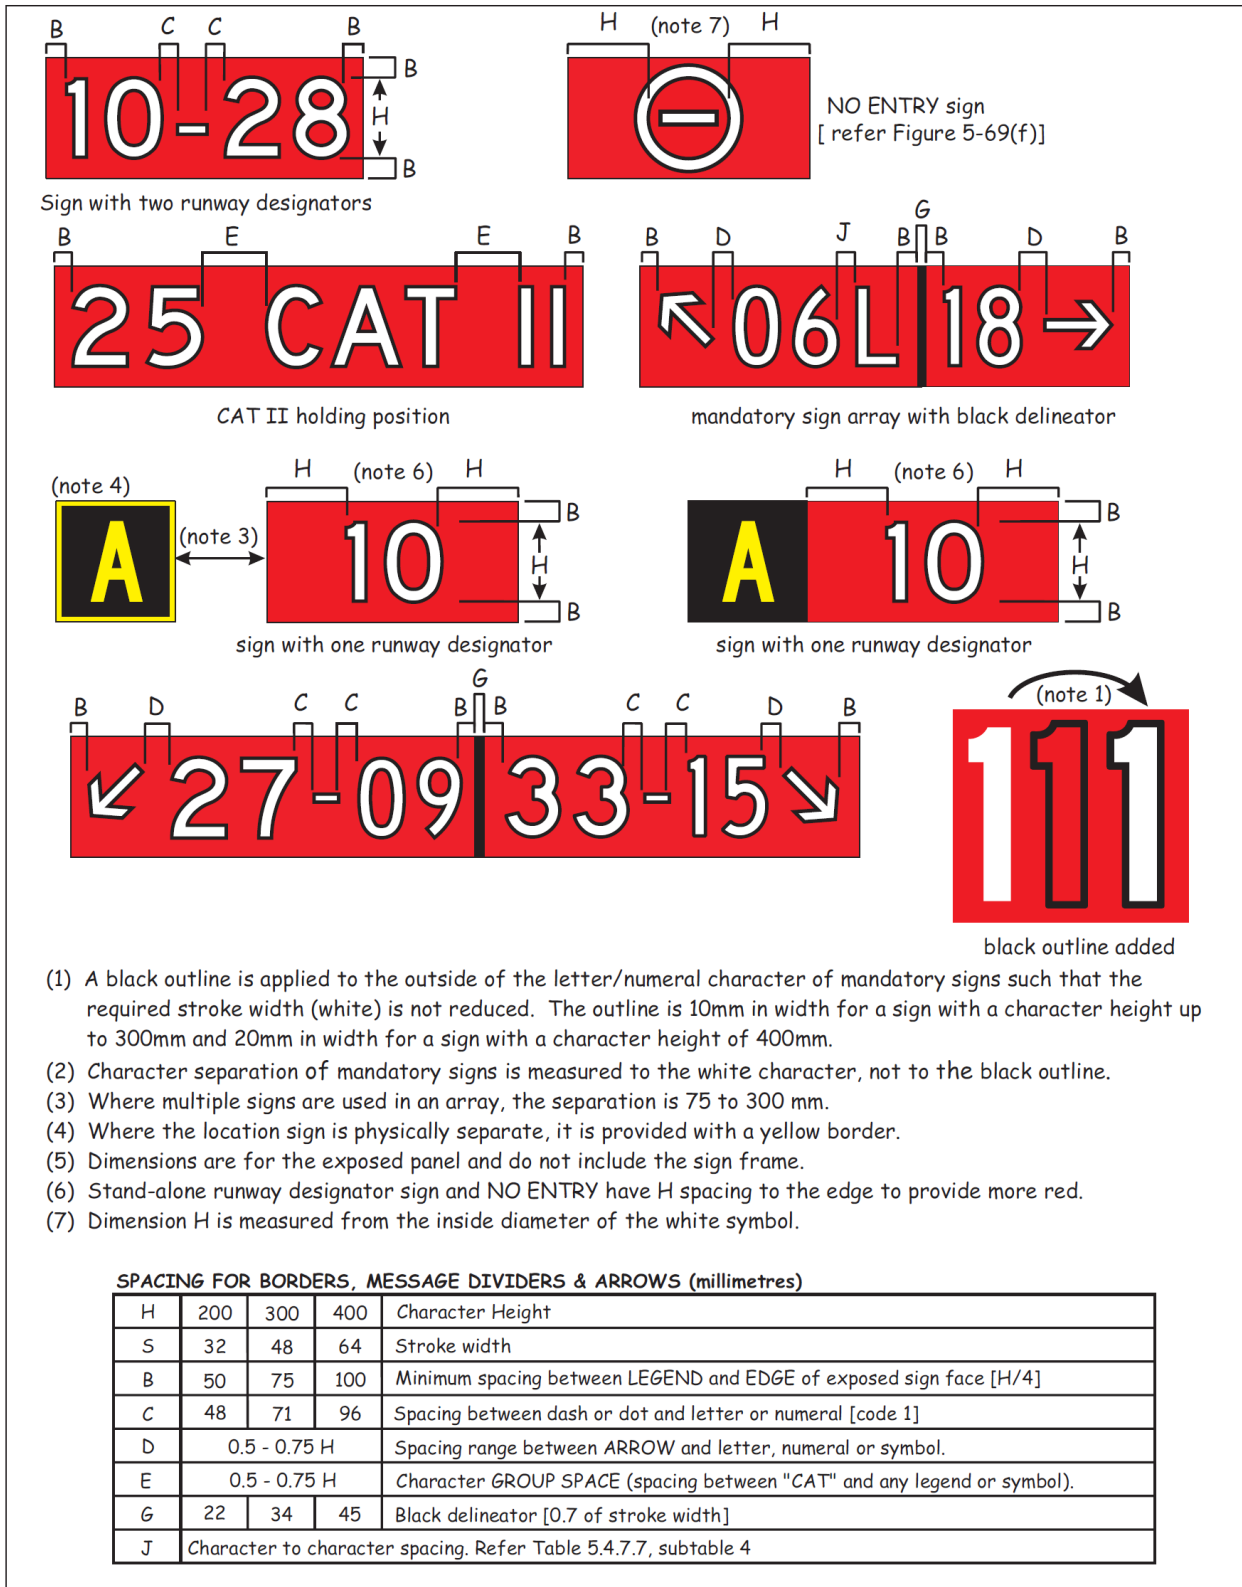 B C C B
H (note 7) H
10-28
B
H
B
NO ENTRY sign
[ refer Figure 5-69(f)]
Sign with two runway designators
B E E B
B D J B G B D B
25 CAT II
06L 18
CAT II holding position
mandatory sign array with black delineator
(note 4)
A
(note 3)
H (note 6) H
10
B
H
B
sign with one runway designator
H (note 6) H
A 10
B
H
B
sign with one runway designator
B D C C B G B C C D B
27-09 33-15
(note 1)
111
black outline added
(1) A black outline is applied to the outside of the letter/numeral character of mandatory signs such that the
required stroke width (white) is not reduced. The outline is 10mm in width for a sign with a character height up
to 300mm and 20mm in width for a sign with a character height of 400mm.
(2) Character separation of mandatory signs is measured to the white character, not to the black outline.
(3) Where multiple signs are used in an array, the separation is 75 to 300 mm.
(4) Where the location sign is physically separate, it is provided with a yellow border.
(5) Dimensions are for the exposed panel and do not include the sign frame.
(6) Stand-alone runway designator sign and NO ENTRY have H spacing to the edge to provide more red.
(7) Dimension H is measured from the inside diameter of the white symbol.
SPACING FOR BORDERS, MESSAGE DIVIDERS & ARROWS (millimetres)
H 200 300 400 Character Height
S 32 48 64 Stroke width
B 50 75 100 Minimum spacing between LEGEND and EDGE of exposed sign face [H/4]
C 48 71 96 Spacing between dash or dot and letter or numeral [code 1]
D 0.5 - 0.75 H Spacing range between ARROW and letter, numeral or symbol.
E 0.5 - 0.75 H Character GROUP SPACE (spacing between "CAT" and any legend or symbol).
G 22 34 45 Black delineator [0.7 of stroke width]
J Character to character spacing. Refer Table 5.4.7.7, subtable 4